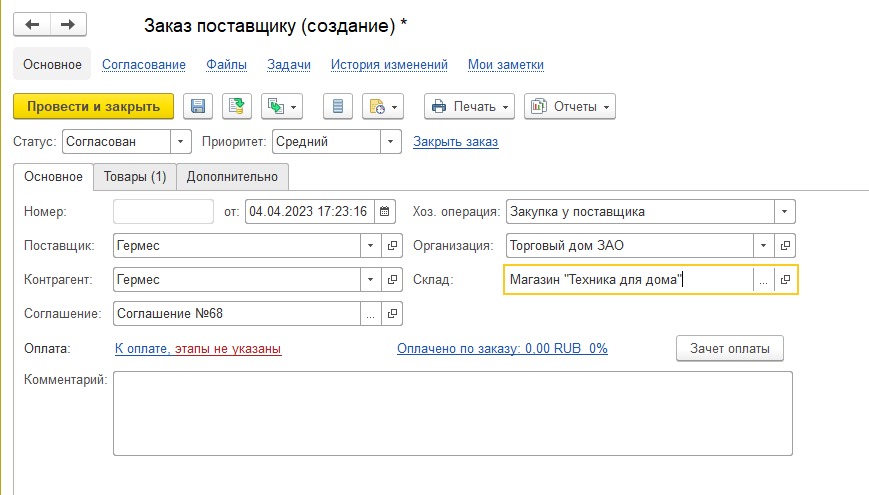 Заказ поставщику (создание) *
Основное Согласование Файлы Задачи История изменений Мои заметки
Провести и закрыть Печать Отчеты
Статус: Согласован Приоритет: Средний Закрыть заказ
Основное Товары (1) Дополнительно
Номер: от: 04.04.2023 17:23:16 Хоз. операция: Закупка у поставщика
Поставщик: Гермес Организация: Торговый дом ЗАО
Контрагент: Гермес Склад: Магазин "Техника для дома" ...
Соглашение: Соглашение №68 ...
Оплата: К оплате, этапы не указаны Оплачено по заказу: 0,00 RUB 0% Зачет оплаты
Комментарий: